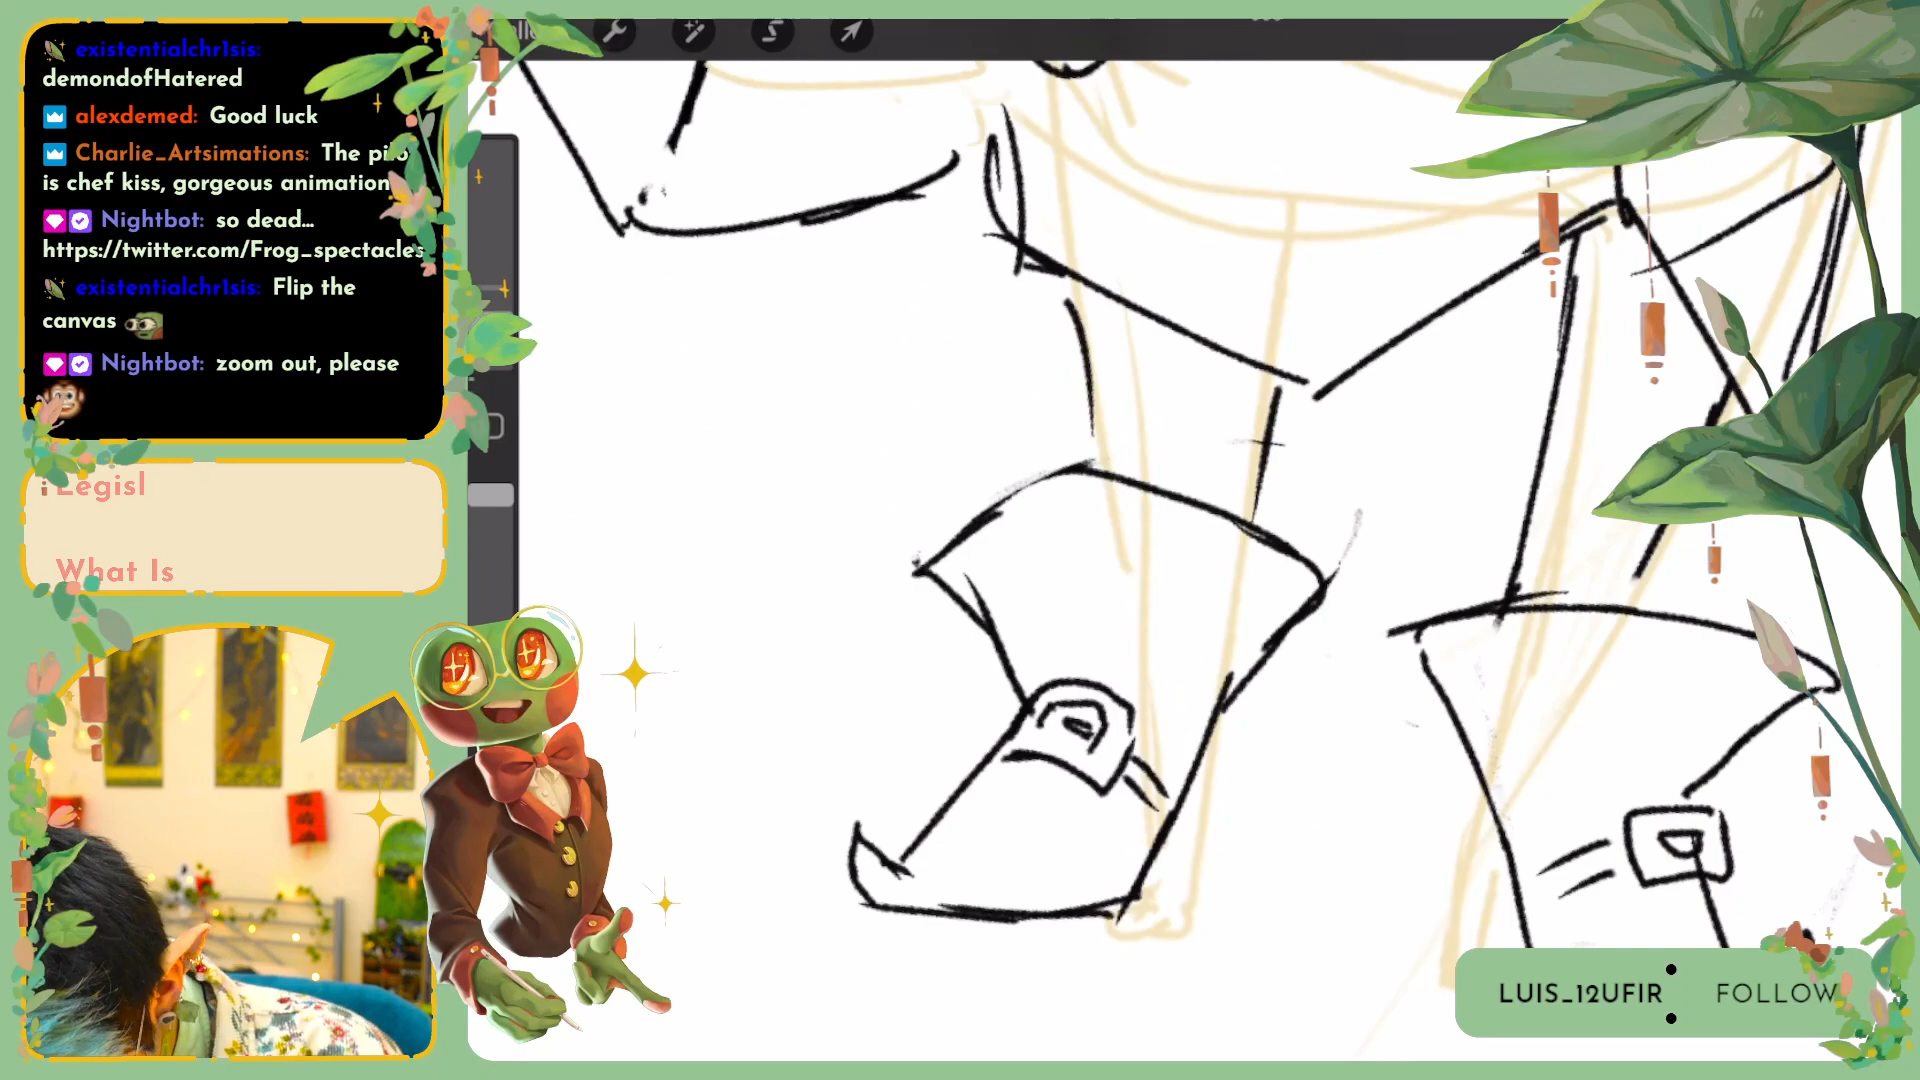 existentialchr1sis:
demondofHatered
alexdemed: Good luck
Charlie_Artsimations: The
is chef kiss, gorgeous animation
Nightbot: so dead...
https://twitter.com/Frog_spectacles
existentialchr1sis: Flip the
canvas
Nightbot: zoom out, please
Legisl
What Is
LUIS_12UFIR FOLLOW